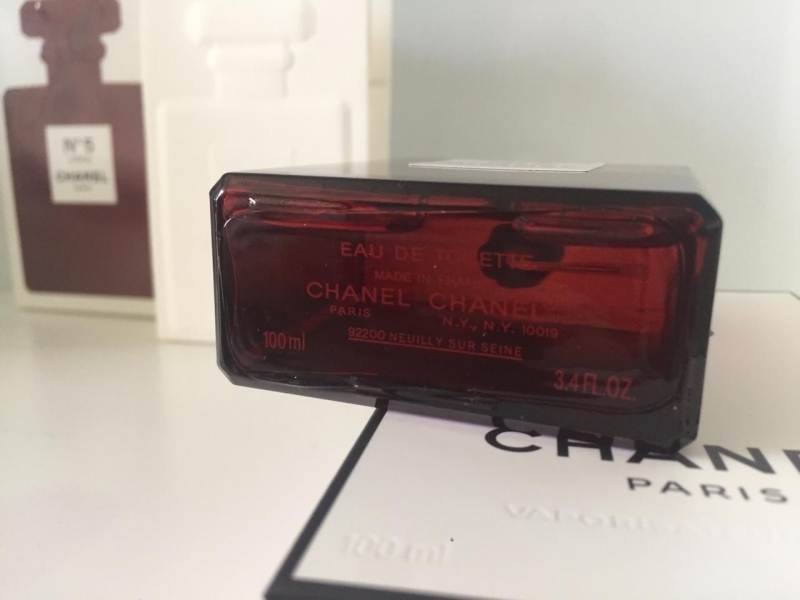 N°5
CHANEL
EAU DE TOILETTE
MADE IN FRANCE
CHANEL CHANEL
PARIS N.Y., N.Y. 10019
92200 NEUILLY SUR SEINE
100 ml
3.4 FL.OZ.
CHAN
PARIS
100 ml